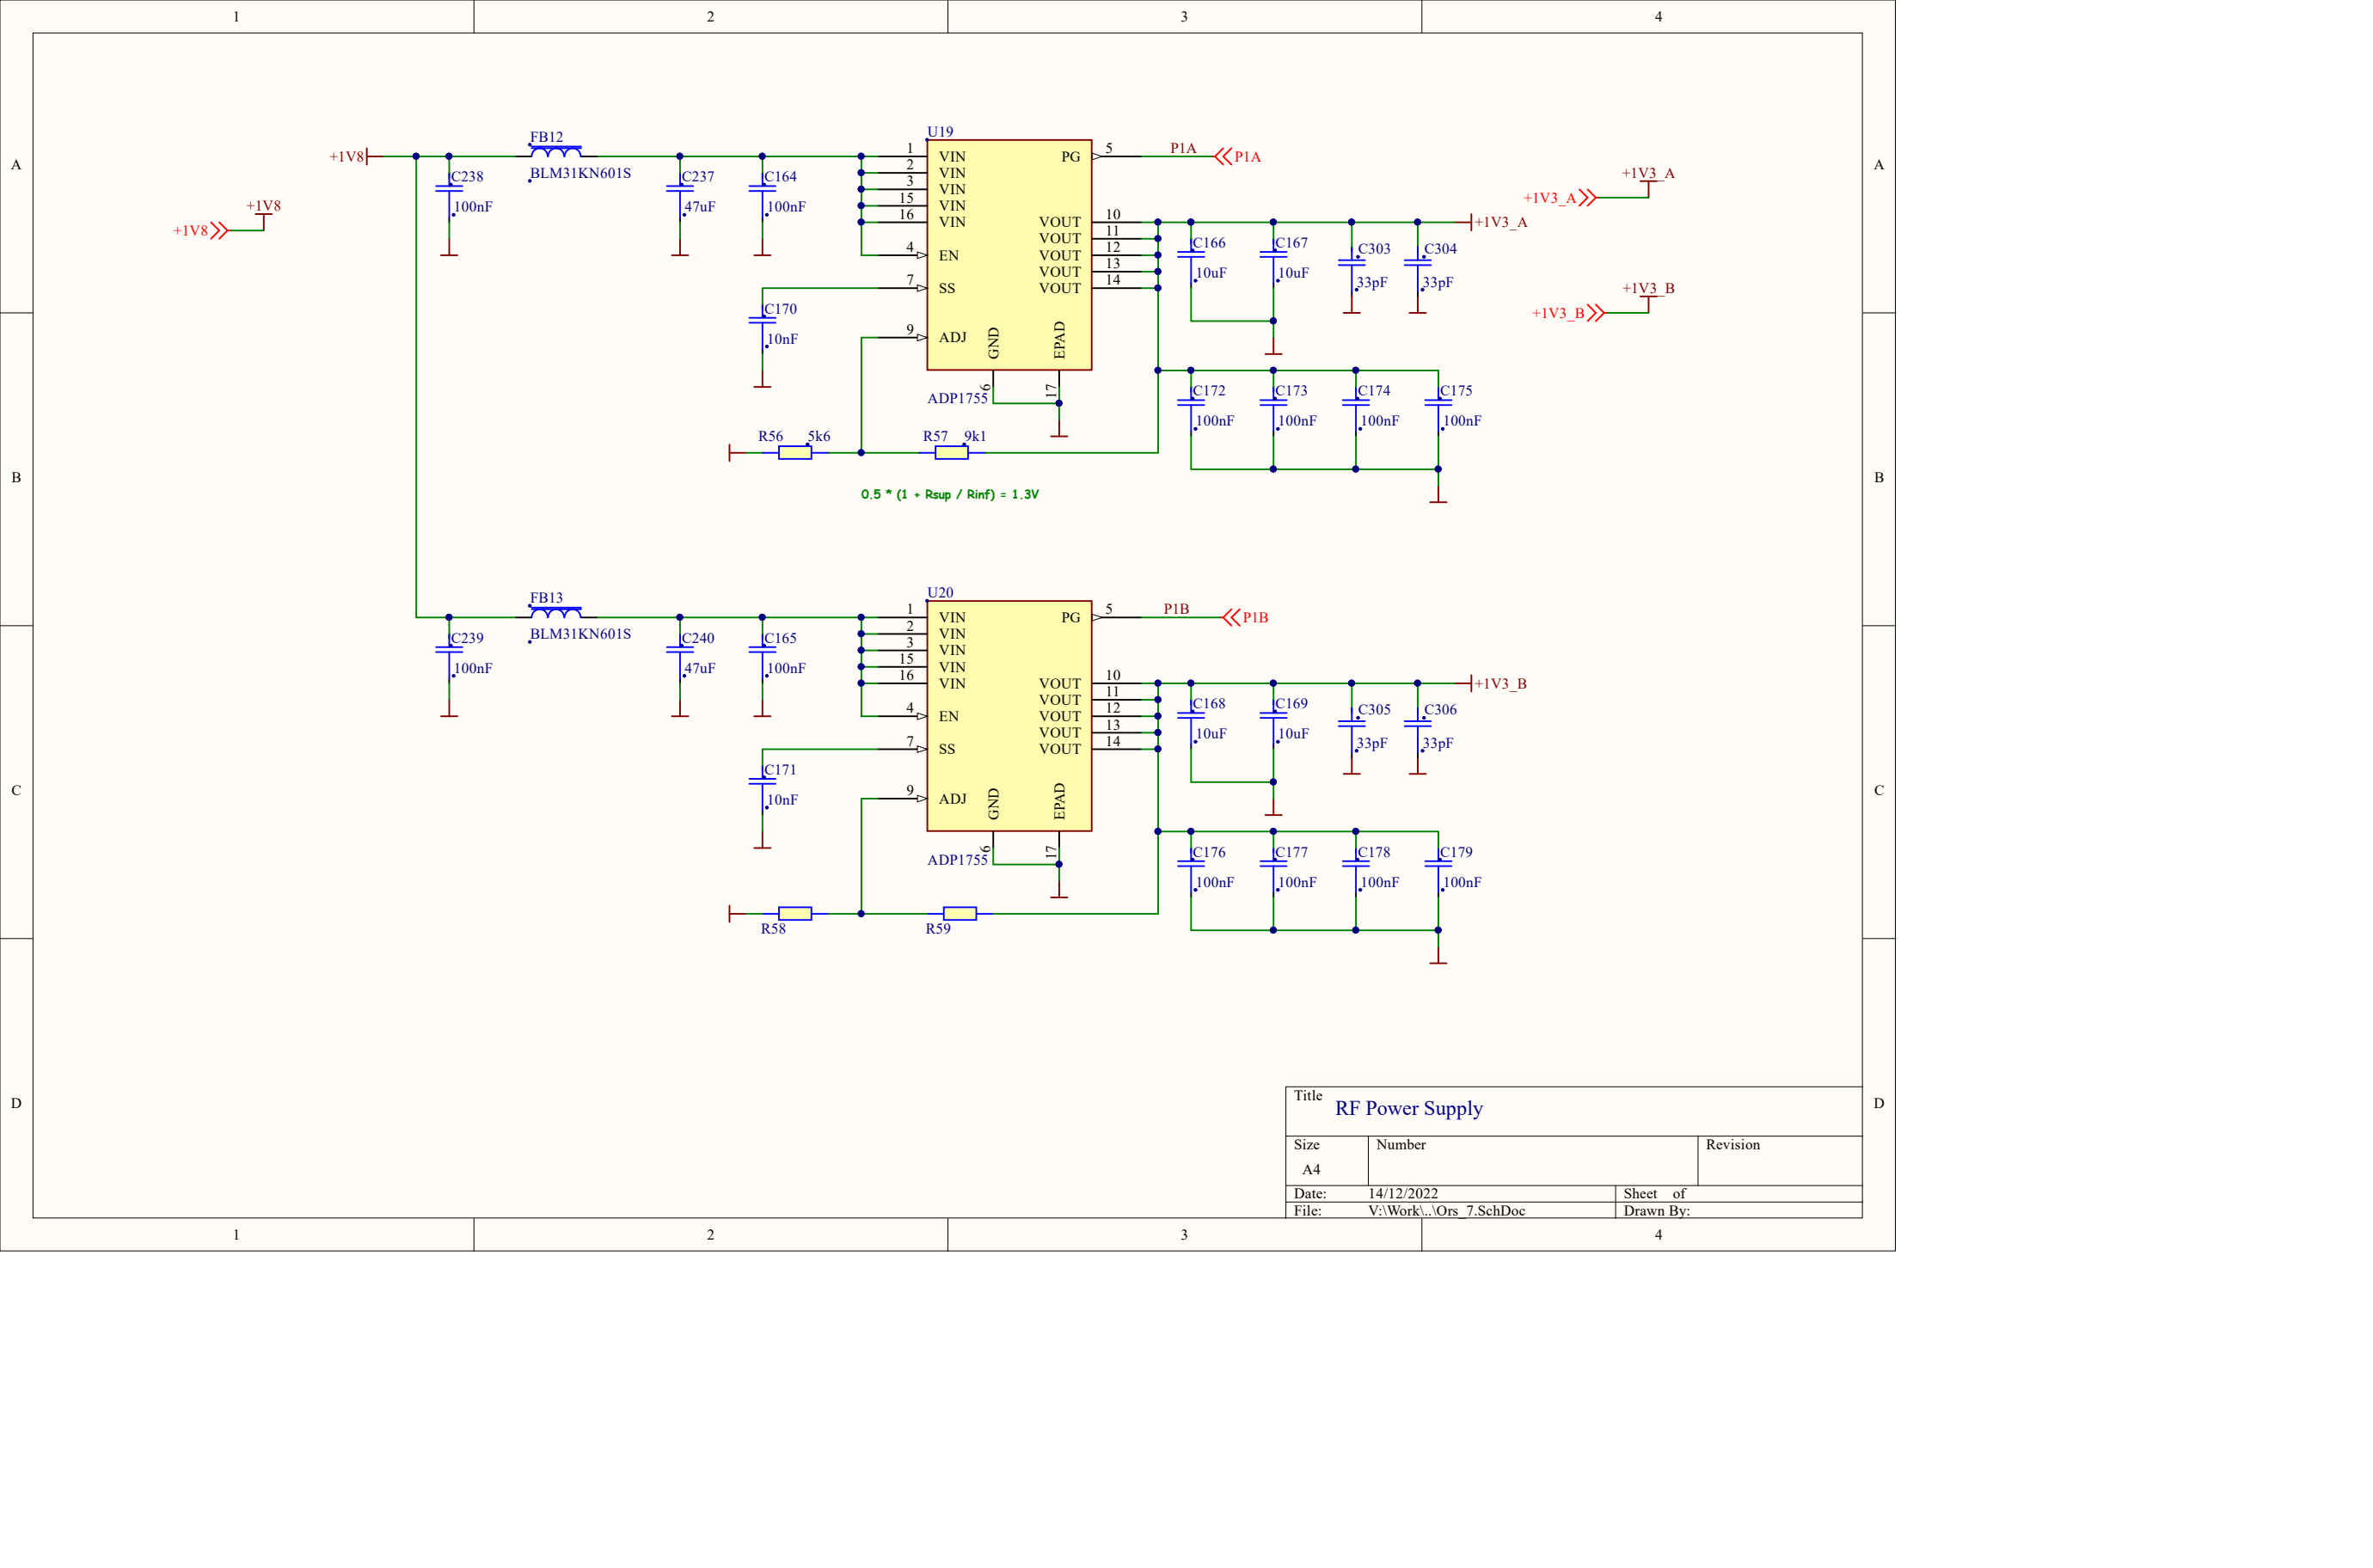 1 2 3 4
A A
B B
C C
D D
+1V8
+1V8
+1V8
FB12
BLM31KN601S
C238
100nF
C237
47uF
C164
100nF
U19
1 VIN
2 VIN
3 VIN
15 VIN
16 VIN
4 EN
7 SS
9 ADJ
PG 5
VOUT 10
VOUT 11
VOUT 12
VOUT 13
VOUT 14
GND
EPAD
6
17
ADP1755
P1A
P1A
C170
10nF
C166
10uF
C167
10uF
C303
33pF
C304
33pF
+1V3_A
+1V3_A
+1V3_A
+1V3_B
+1V3_B
C172
100nF
C173
100nF
C174
100nF
C175
100nF
R56 5k6
R57 9k1
0.5 * (1 + Rsup / Rinf) = 1.3V
FB13
BLM31KN601S
C239
100nF
C240
47uF
C165
100nF
U20
1 VIN
2 VIN
3 VIN
15 VIN
16 VIN
4 EN
7 SS
9 ADJ
PG 5
VOUT 10
VOUT 11
VOUT 12
VOUT 13
VOUT 14
GND
EPAD
6
17
ADP1755
P1B
P1B
C171
10nF
C168
10uF
C169
10uF
C305
33pF
C306
33pF
+1V3_B
C176
100nF
C177
100nF
C178
100nF
C179
100nF
R58
R59
Title
RF Power Supply
Size Number Revision
A4
Date: 14/12/2022 Sheet of
File: V:\Work\..\Ors_7.SchDoc Drawn By:
1 2 3 4